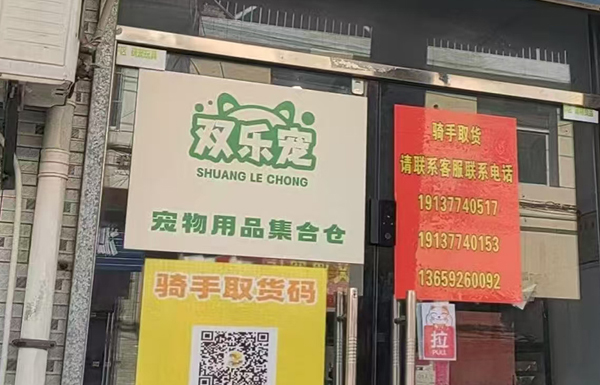 双乐宠
SHUANG LE CHONG
宠物用品集合仓
骑手取货码
骑手取货
请联系客服联系电话
19137740517
19137740153
13659260092
拉
PULL